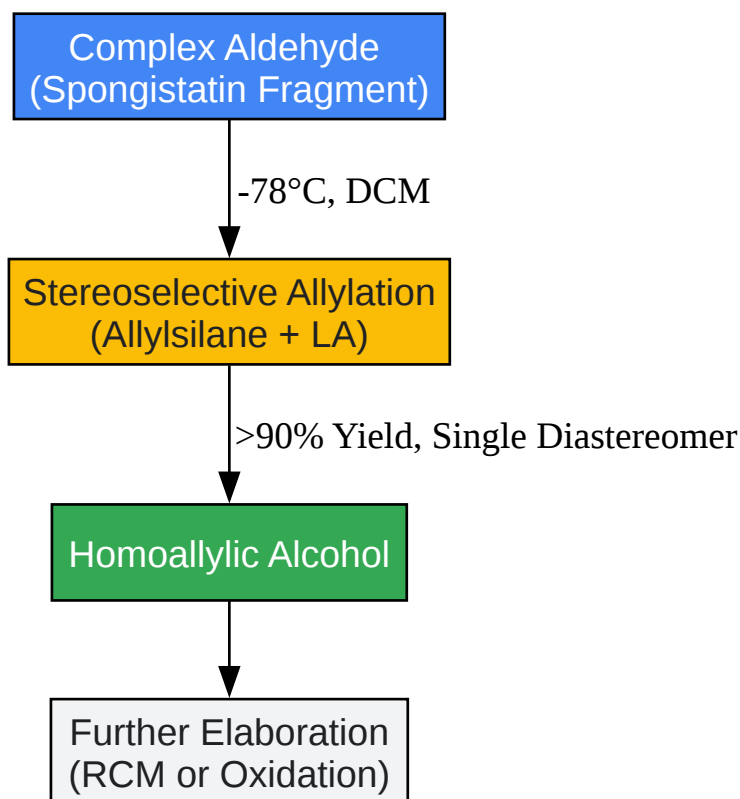 Complex Aldehyde
(Spongistatin Fragment)
-78°C, DCM
Stereoselective Allylation
(Allylsilane + LA)
>90% Yield, Single Diastereomer
Homoallylic Alcohol
Further Elaboration
(RCM or Oxidation)